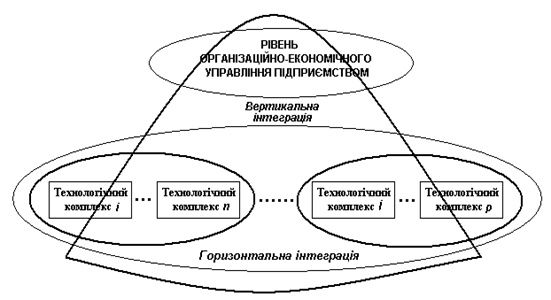 РІВЕНЬ
ОРГАНІЗАЦІЙНО-ЕКОНОМІЧНОГО
УПРАВЛІННЯ ПІДПРИЄМСТВОМ
Вертикальна
інтеграція
Технологічний
комплекс i
...
Технологічний
комплекс n
......
Технологічний
комплекс i
...
Технологічний
комплекс p
Горизонтальна інтеграція